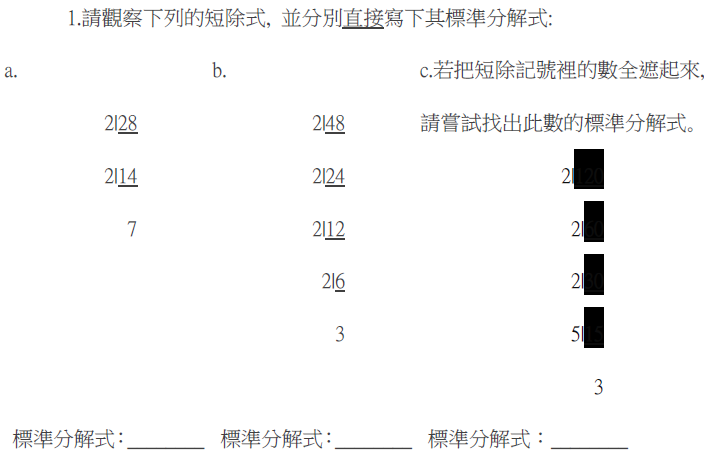 1.請觀察下列的短除式, 並分別直接寫下其標準分解式:
a. b. c.若把短除記號裡的數全遮起來,
請嘗試找出此數的標準分解式。
2|28 2|48
2|14 2|24 2|120
7 2|12 2|60
2|6 2|30
3 5|15
3
標準分解式:_______ 標準分解式:_______ 標準分解式：_______